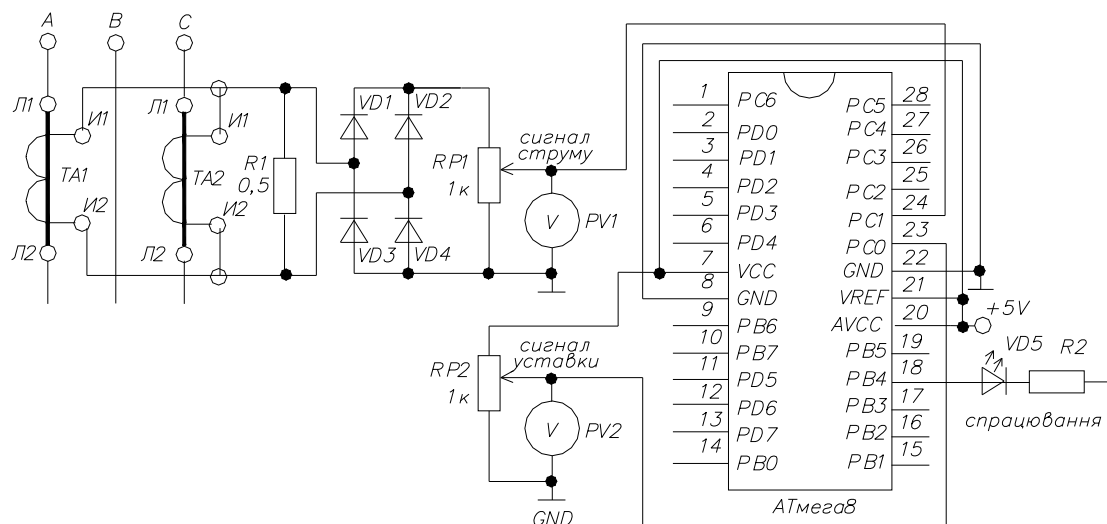 A
B
C
Л1
И1
ТА1
И2
Л2
Л1
И1
ТА2
И2
Л2
R1
0,5
VD1
VD2
VD3
VD4
RP1
1к
сигнал
струму
V
PV1
RP2
1к
сигнал
уставки
V
PV2
GND
1
2
3
4
5
6
7
8
9
10
11
12
13
14
PC6
PD0
PD1
PD2
PD3
PD4
VCC
GND
PB6
PB7
PD5
PD6
PD7
PB0
PC5
PC4
PC3
PC2
PC1
PC0
GND
VREF
AVCC
PB5
PB4
PB3
PB2
PB1
28
27
26
25
24
23
22
21
20
19
18
17
16
15
АТмега8
+5V
VD5
R2
спрацювання